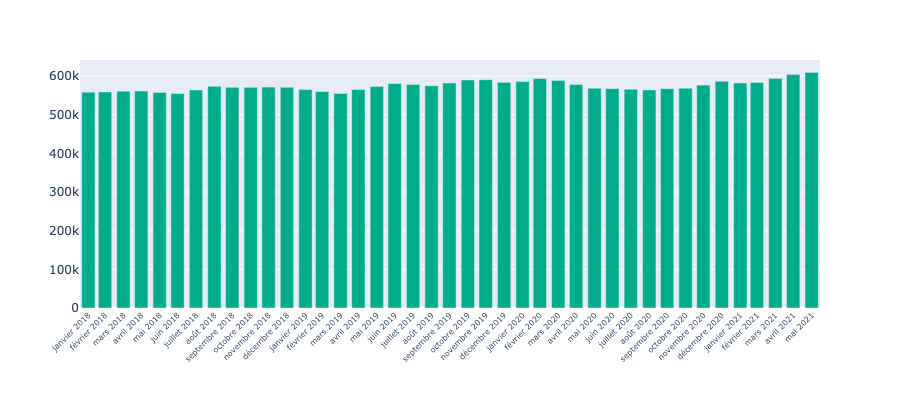 600k
500k
400k
300k
200k
100k
0
janvier 2018
février 2018
mars 2018
avril 2018
mai 2018
juin 2018
juillet 2018
août 2018
septembre 2018
octobre 2018
novembre 2018
décembre 2018
janvier 2019
février 2019
mars 2019
avril 2019
mai 2019
juin 2019
juillet 2019
août 2019
septembre 2019
octobre 2019
novembre 2019
décembre 2019
janvier 2020
février 2020
mars 2020
avril 2020
mai 2020
juin 2020
juillet 2020
août 2020
septembre 2020
octobre 2020
novembre 2020
décembre 2020
janvier 2021
février 2021
mars 2021
avril 2021
mai 2021